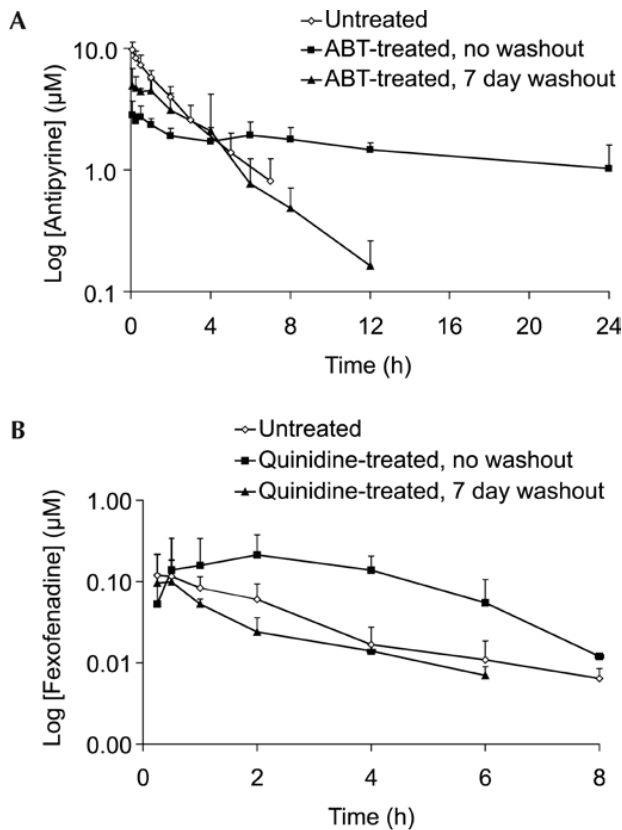 A
Untreated
ABT-treated, no washout
ABT-treated, 7 day washout
Log [Antipyrine] (µM)
10.0
1.0
0.1
0 4 8 12 16 20 24
Time (h)
B
Untreated
Quinidine-treated, no washout
Quinidine-treated, 7 day washout
Log [Fexofenadine] (µM)
1.00
0.10
0.01
0.00
0 2 4 6 8
Time (h)